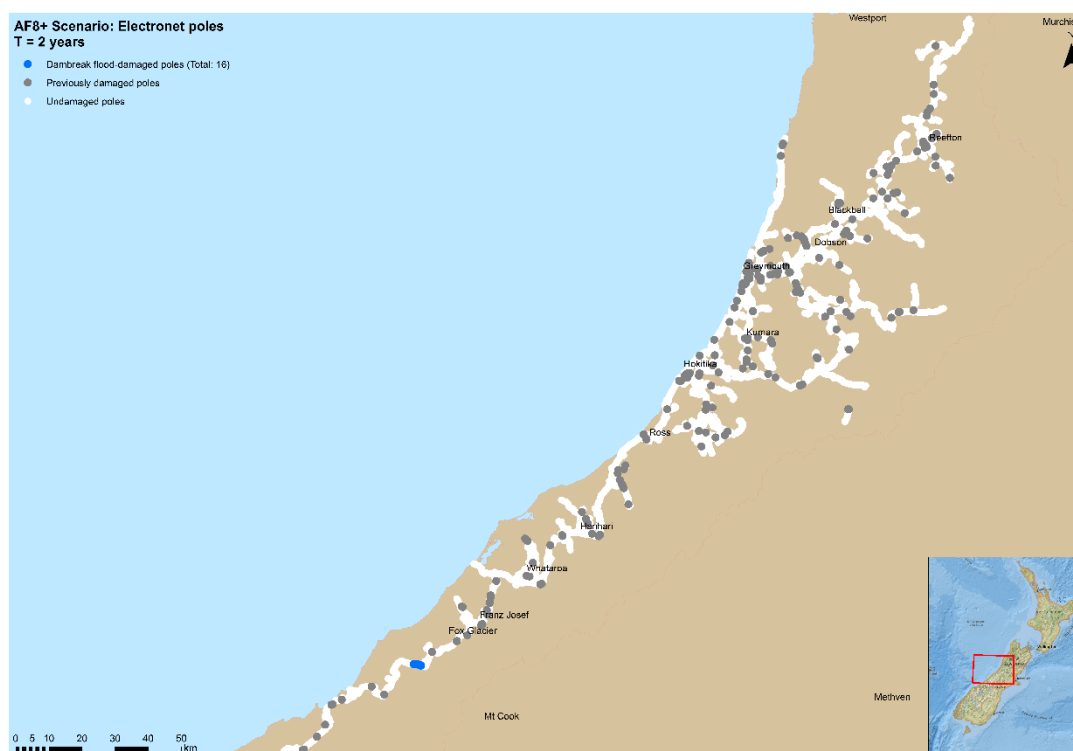 AF8+ Scenario: Electronet poles
T = 2 years
Dambreak flood-damaged poles (Total: 16)
Previously damaged poles
Undamaged poles
Westport
Murchis
Reefton
Blackball
Dobson
Greymouth
Kumara
Hokitika
Ross
Harihari
Whataroa
Franz Josef
Fox Glacier
Methven
Mt Cook
0 5 10 20 30 40 50
km